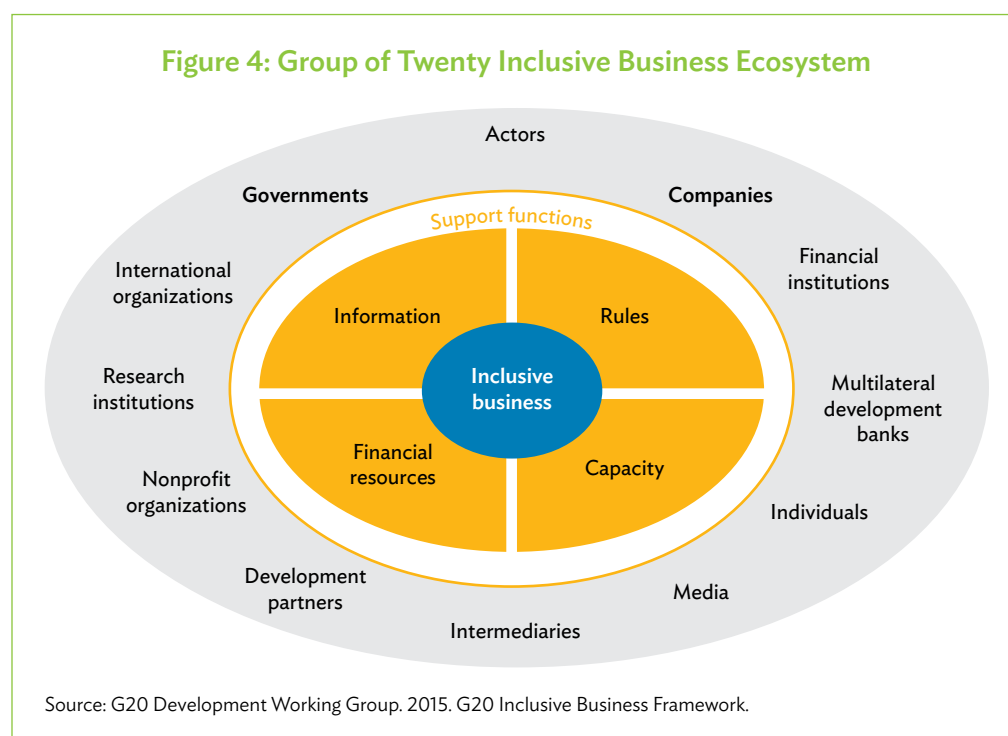 Figure 4: Group of Twenty Inclusive Business Ecosystem
Actors
Governments
Companies
Support functions
International
organizations
Financial
institutions
Information
Rules
Research
institutions
Inclusive
business
Multilateral
development
banks
Financial
resources
Capacity
Nonprofit
organizations
Individuals
Development
partners
Media
Intermediaries
Source: G20 Development Working Group. 2015. G20 Inclusive Business Framework.